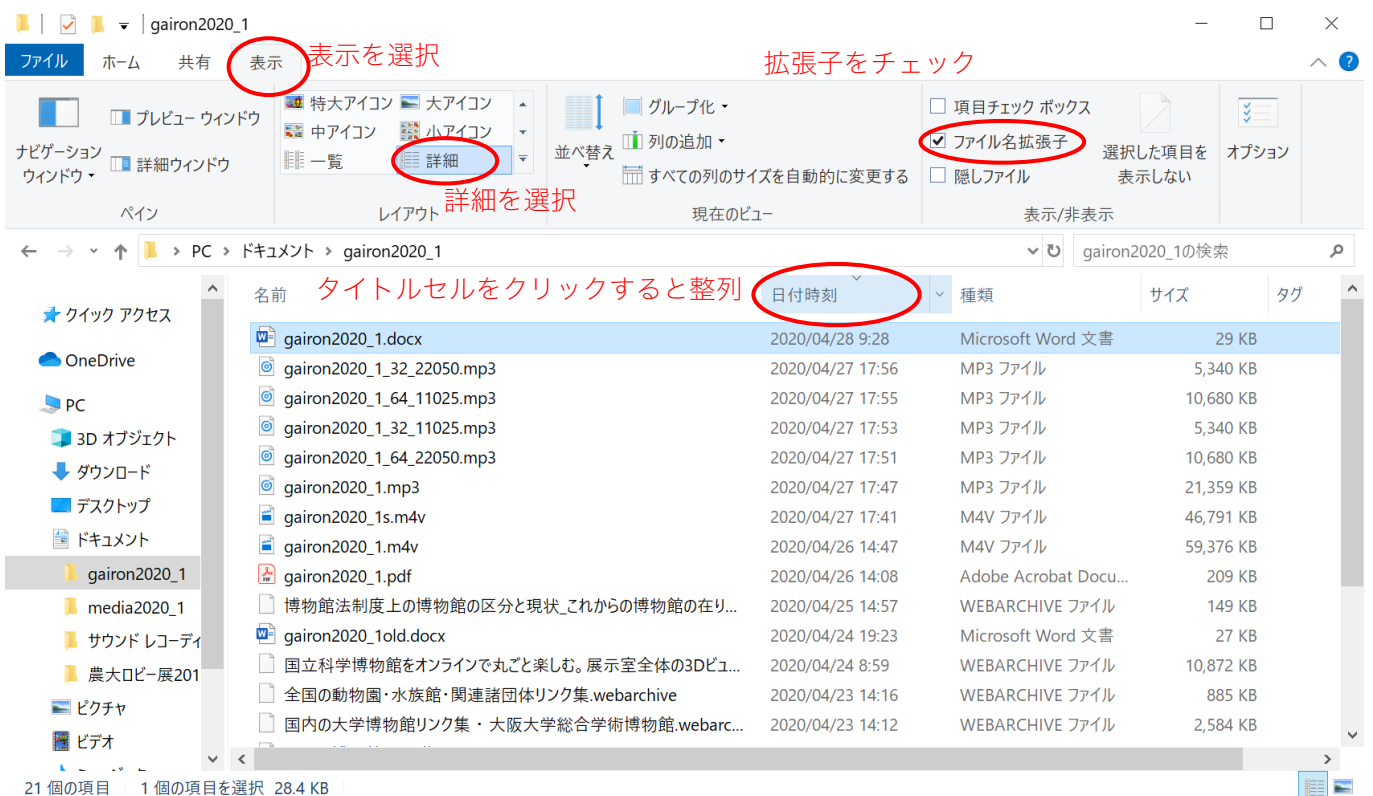 gairon2020_1
ファイル ホーム 共有 表示 表示を選択 拡張子をチェック
ナビゲーション ウィンドウ
プレビュー ウィンドウ
詳細ウィンドウ
ペイン
特大アイコン 大アイコン
中アイコン 小アイコン
一覧 詳細
詳細を選択
レイアウト
並べ替え
グループ化
列の追加
すべての列のサイズを自動的に変更する
現在のビュー
項目チェック ボックス
ファイル名拡張子
隠しファイル
選択した項目を
表示しない
表示/非表示
オプション
PC > ドキュメント > gairon2020_1
gairon2020_1の検索
クイック アクセス
OneDrive
PC
3D オブジェクト
ダウンロード
デスクトップ
ドキュメント
gairon2020_1
media2020_1
サウンド レコーディ
農大ロビー展201
ピクチャ
ビデオ
名前 タイトルセルをクリックすると整列 日付時刻 種類 サイズ タグ
gairon2020_1.docx 2020/04/28 9:28 Microsoft Word 文書 29 KB
gairon2020_1_32_22050.mp3 2020/04/27 17:56 MP3 ファイル 5,340 KB
gairon2020_1_64_11025.mp3 2020/04/27 17:55 MP3 ファイル 10,680 KB
gairon2020_1_32_11025.mp3 2020/04/27 17:53 MP3 ファイル 5,340 KB
gairon2020_1_64_22050.mp3 2020/04/27 17:51 MP3 ファイル 10,680 KB
gairon2020_1.mp3 2020/04/27 17:47 MP3 ファイル 21,359 KB
gairon2020_1s.m4v 2020/04/27 17:41 M4V ファイル 46,791 KB
gairon2020_1.m4v 2020/04/26 14:47 M4V ファイル 59,376 KB
gairon2020_1.pdf 2020/04/26 14:08 Adobe Acrobat Docu... 209 KB
博物館法制度上の博物館の区分と現状_これからの博物館の在り... 2020/04/25 14:57 WEBARCHIVE ファイル 149 KB
gairon2020_1old.docx 2020/04/24 19:23 Microsoft Word 文書 27 KB
国立科学博物館をオンラインで丸ごと楽しむ。展示室全体の3Dビュ... 2020/04/24 8:59 WEBARCHIVE ファイル 10,872 KB
全国の動物園・水族館・関連諸団体リンク集.webarchive 2020/04/23 14:16 WEBARCHIVE ファイル 885 KB
国内の大学博物館リンク集 ・ 大阪大学総合学術博物館.webarc... 2020/04/23 14:12 WEBARCHIVE ファイル 2,584 KB
21 個の項目 1 個の項目を選択 28.4 KB